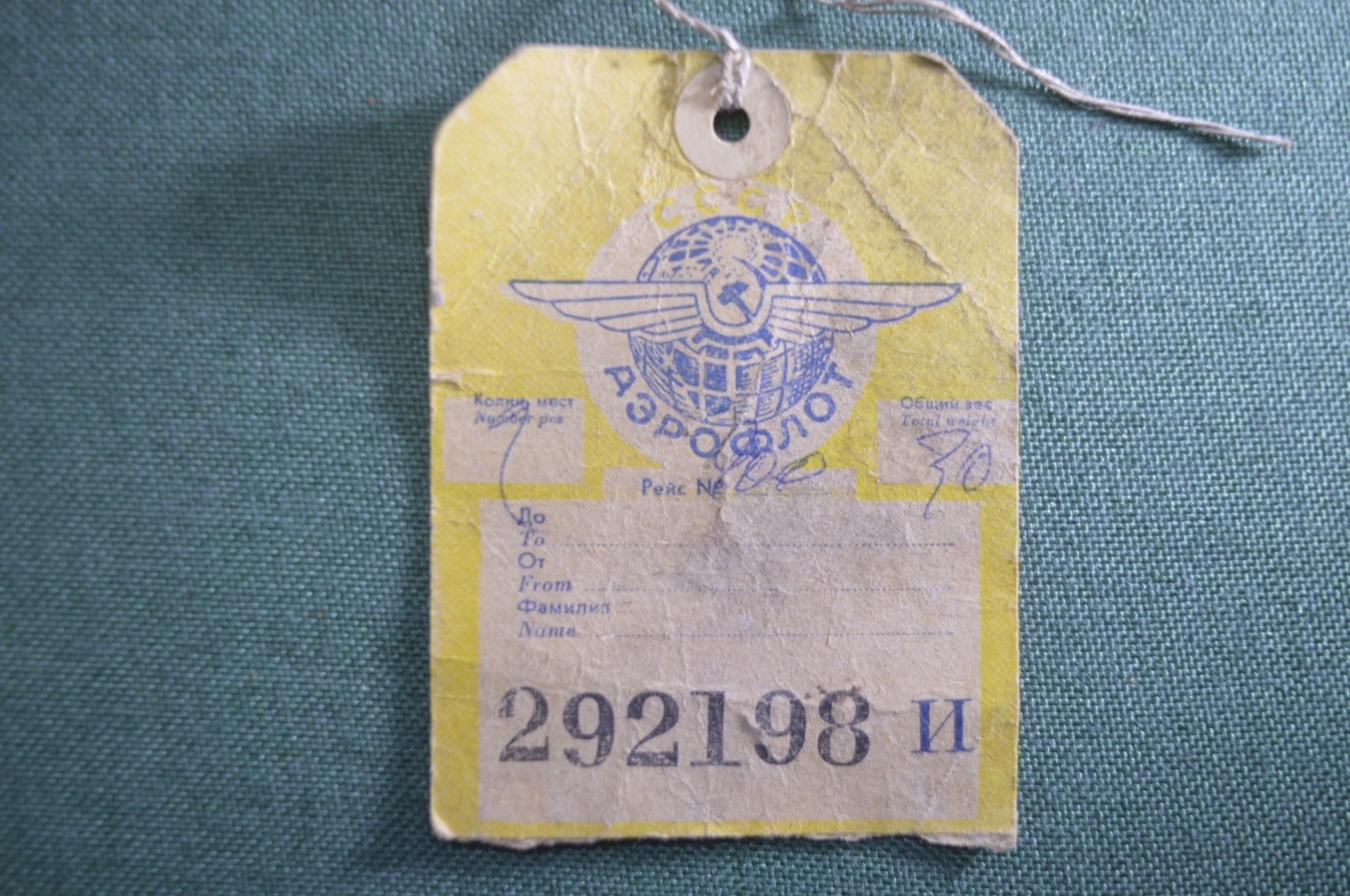 СССР
АЭРОФЛОТ
Колич. мест
Number pcs
Общий вес
Total weight
Рейс №
До
To
От
From
Фамилия
Name
292198 И